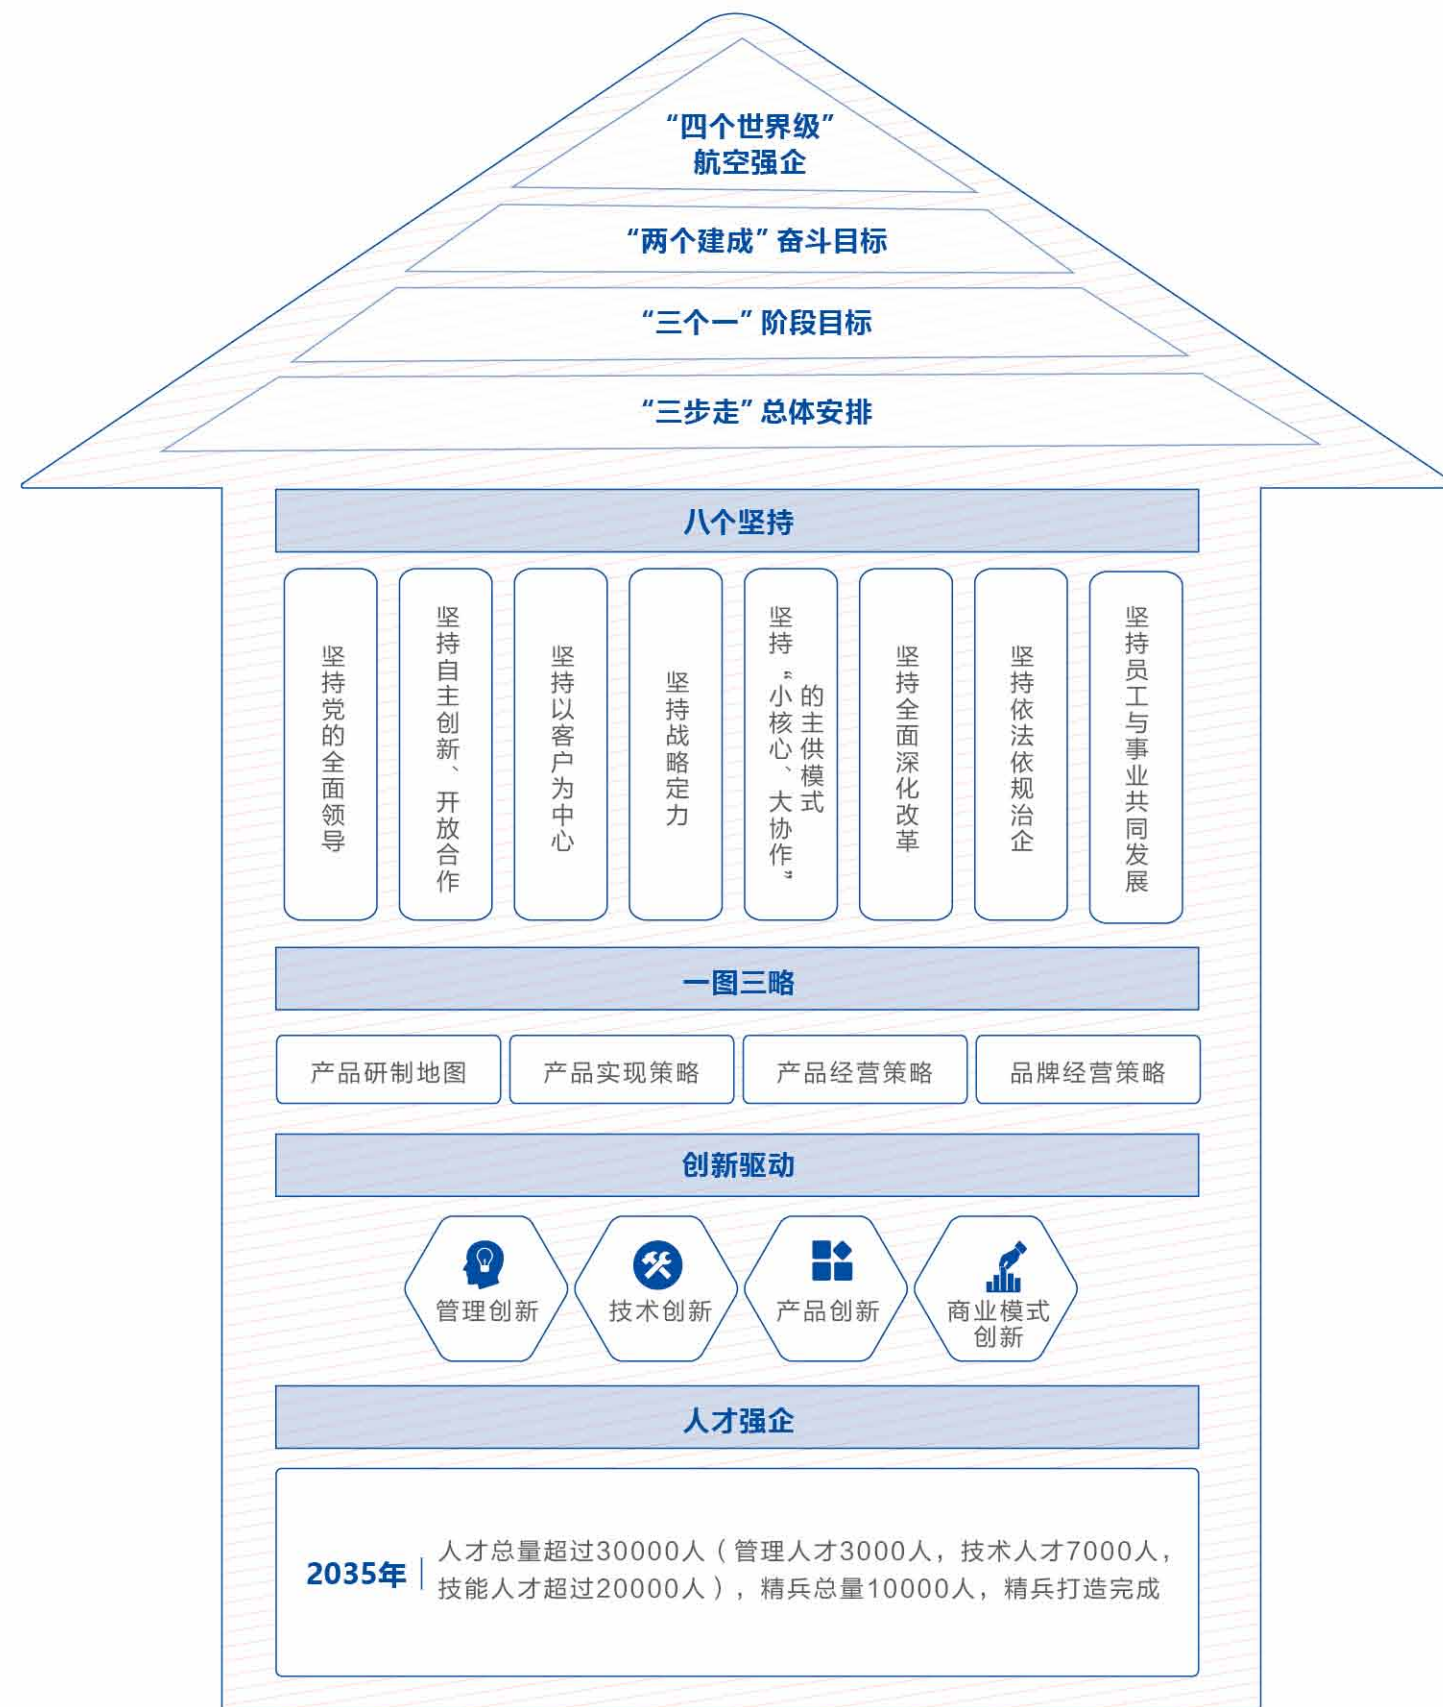 “四个世界级”
航空强企
“两个建成” 奋斗目标
“三个一” 阶段目标
“三步走” 总体安排
八个坚持
坚持党的全面领导
坚持自主创新、开放合作
坚持以客户为中心
坚持战略定力
坚持 “小核心、大协作”
的主供模式
坚持全面深化改革
坚持依法依规治企
坚持员工与事业共同发展
一图三略
产品研制地图
产品实现策略
产品经营策略
品牌经营策略
创新驱动
管理创新
技术创新
产品创新
商业模式
创新
人才强企
2035年
人才总量超过30000人（管理人才3000人，技术人才7000人，
技能人才超过20000人），精兵总量10000人，精兵打造完成